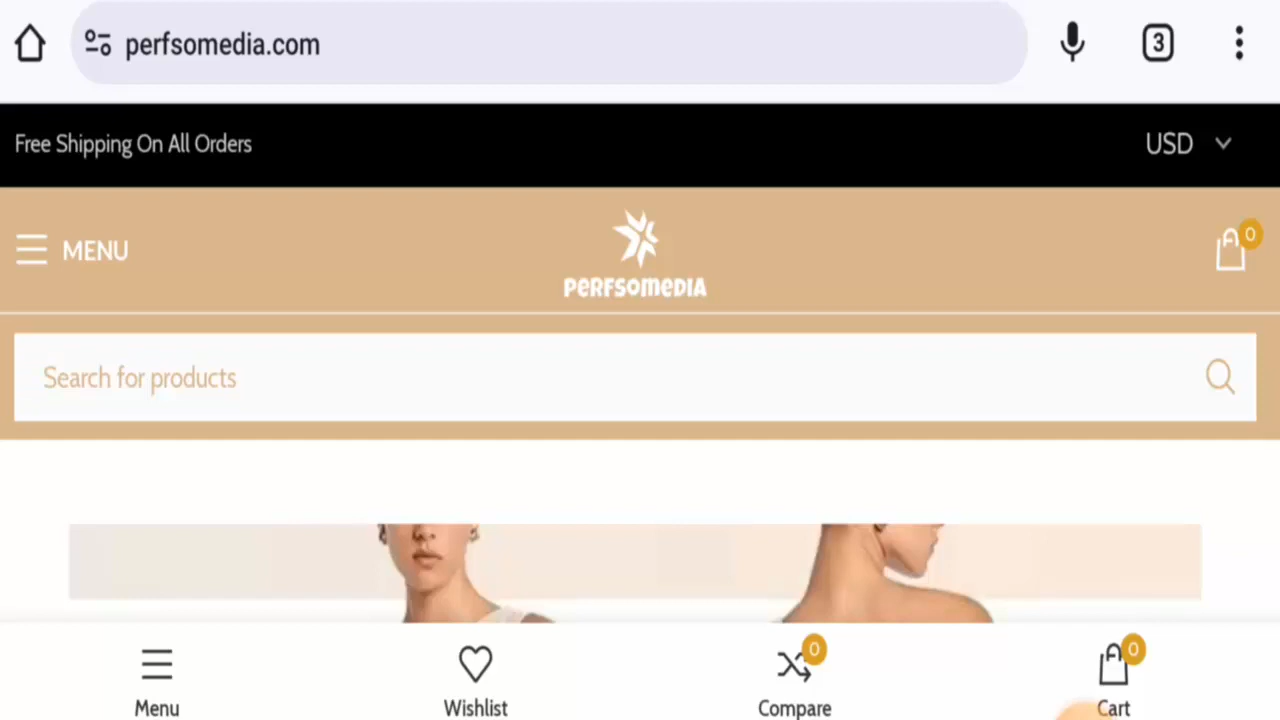 perfsomedia.com
3
Free Shipping On All Orders
USD
MENU
PERFSOMEDIA
0
Search for products
0
0
Menu
Wishlist
Compare
Cart